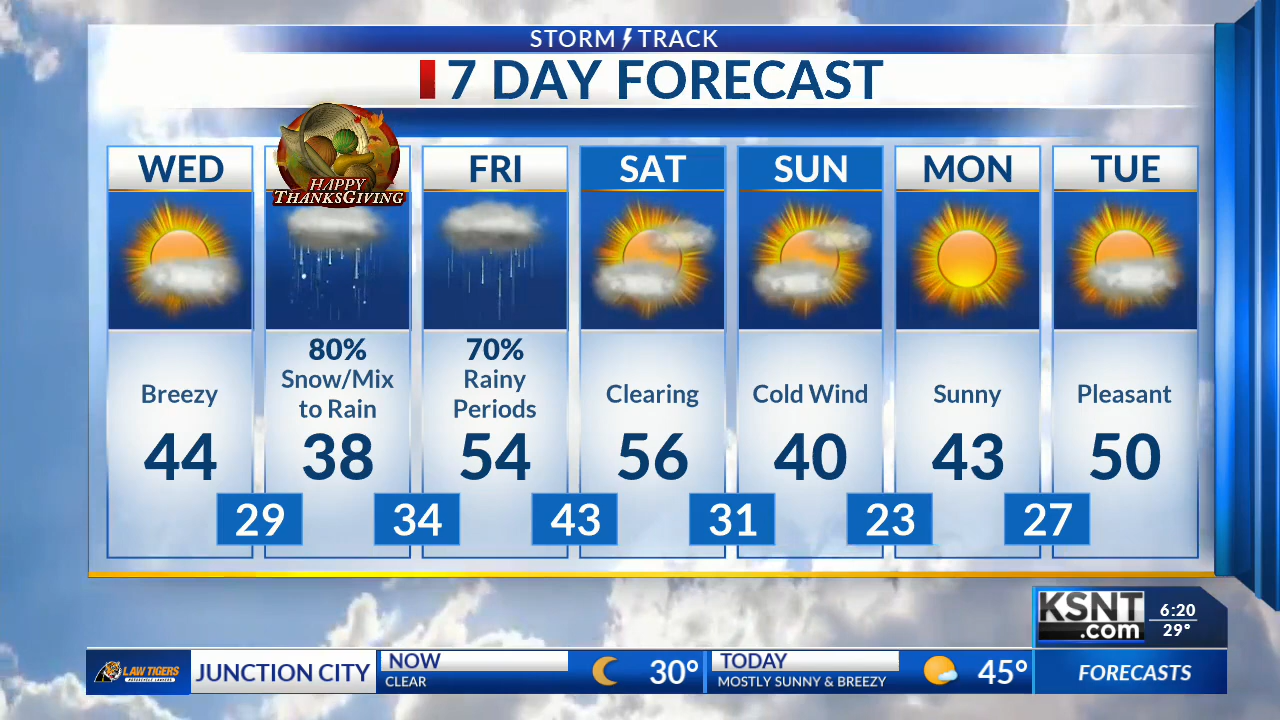 STORM TRACK
7 DAY FORECAST
WED
HAPPY
THANKSGIVING
FRI
SAT
SUN
MON
TUE
Breezy
80%
Snow/Mix
to Rain
70%
Rainy
Periods
Clearing
Cold Wind
Sunny
Pleasant
44
38
54
56
40
43
50
29
34
43
31
23
27
KSNT
.com
6:20
29°
LAW TIGERS
JUNCTION CITY
NOW
CLEAR
30°
TODAY
MOSTLY SUNNY & BREEZY
45°
FORECASTS